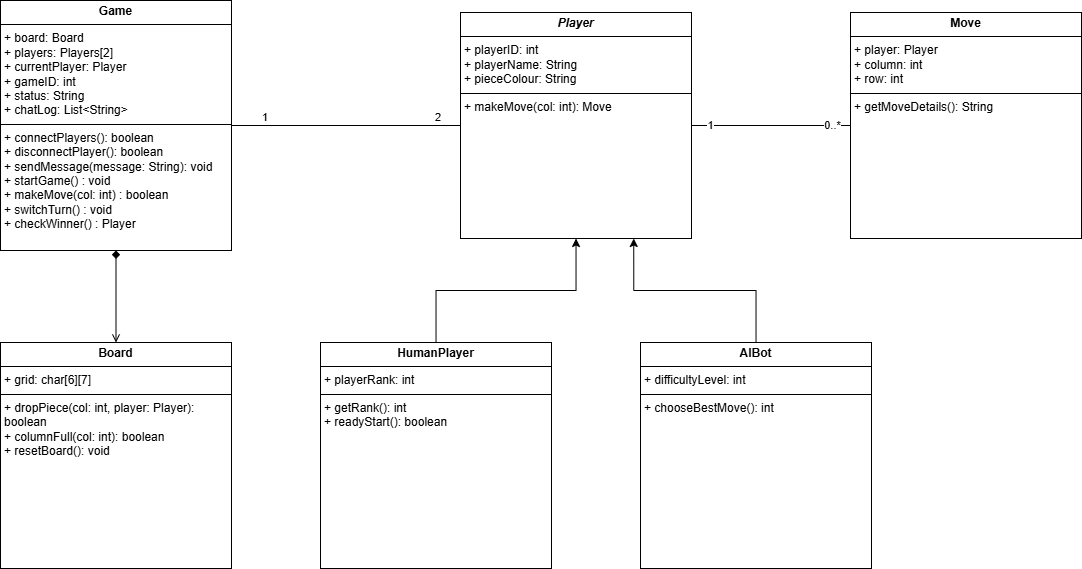 Game
+ board: Board
+ players: Players[2]
+ currentPlayer: Player
+ gameID: int
+ status: String
+ chatLog: List<String>
+ connectPlayers(): boolean
+ disconnectPlayer(): boolean
+ sendMessage(message: String): void
+ startGame() : void
+ makeMove(col: int) : boolean
+ switchTurn() : void
+ checkWinner() : Player
1
2
Player
+ playerID: int
+ playerName: String
+ pieceColour: String
+ makeMove(col: int): Move
1
0..*
Move
+ player: Player
+ column: int
+ row: int
+ getMoveDetails(): String
Board
+ grid: char[6][7]
+ dropPiece(col: int, player: Player):
boolean
+ columnFull(col: int): boolean
+ resetBoard(): void
HumanPlayer
+ playerRank: int
+ getRank(): int
+ readyStart(): boolean
AIBot
+ difficultyLevel: int
+ chooseBestMove(): int